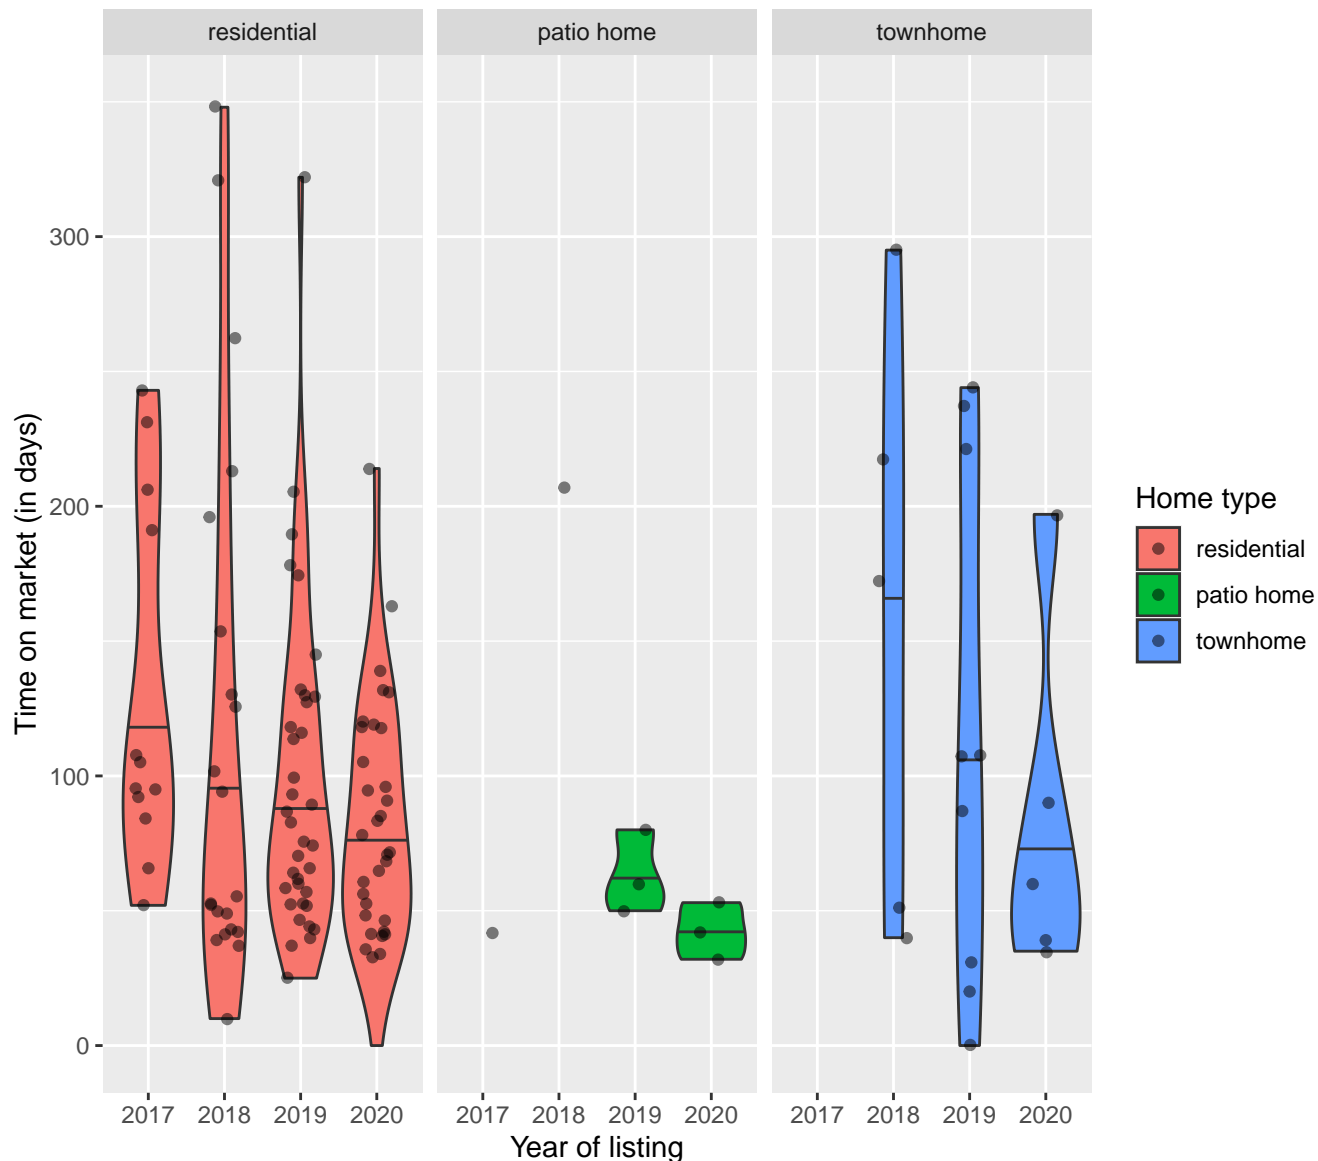 residential
patio home
townhome
300
200
100
0
Time on market (in days)
2017 2018 2019 2020
2017 2018 2019 2020
2017 2018 2019 2020
Year of listing
Home type
residential
patio home
townhome